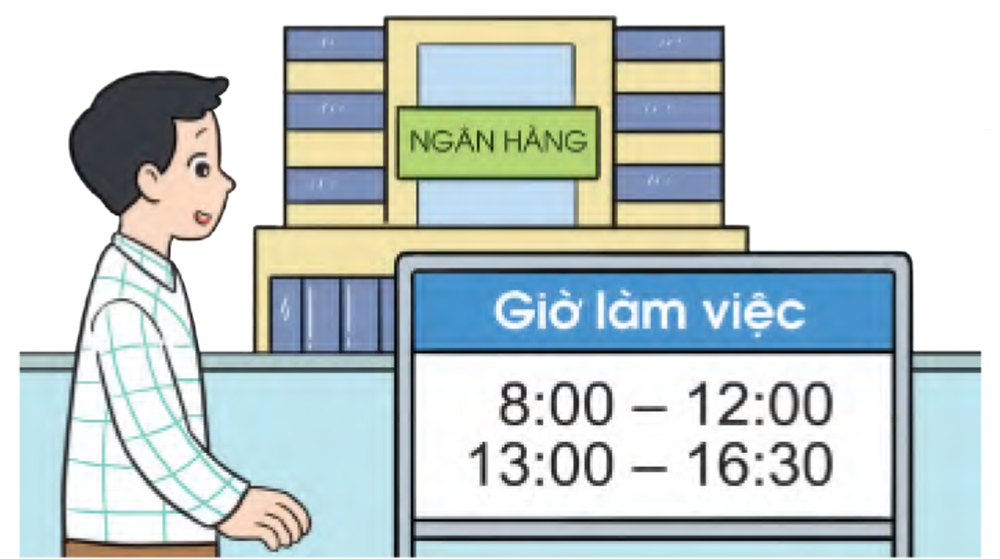 NGÂN HÀNG
Giờ làm việc
8:00 – 12:00
13:00 – 16:30